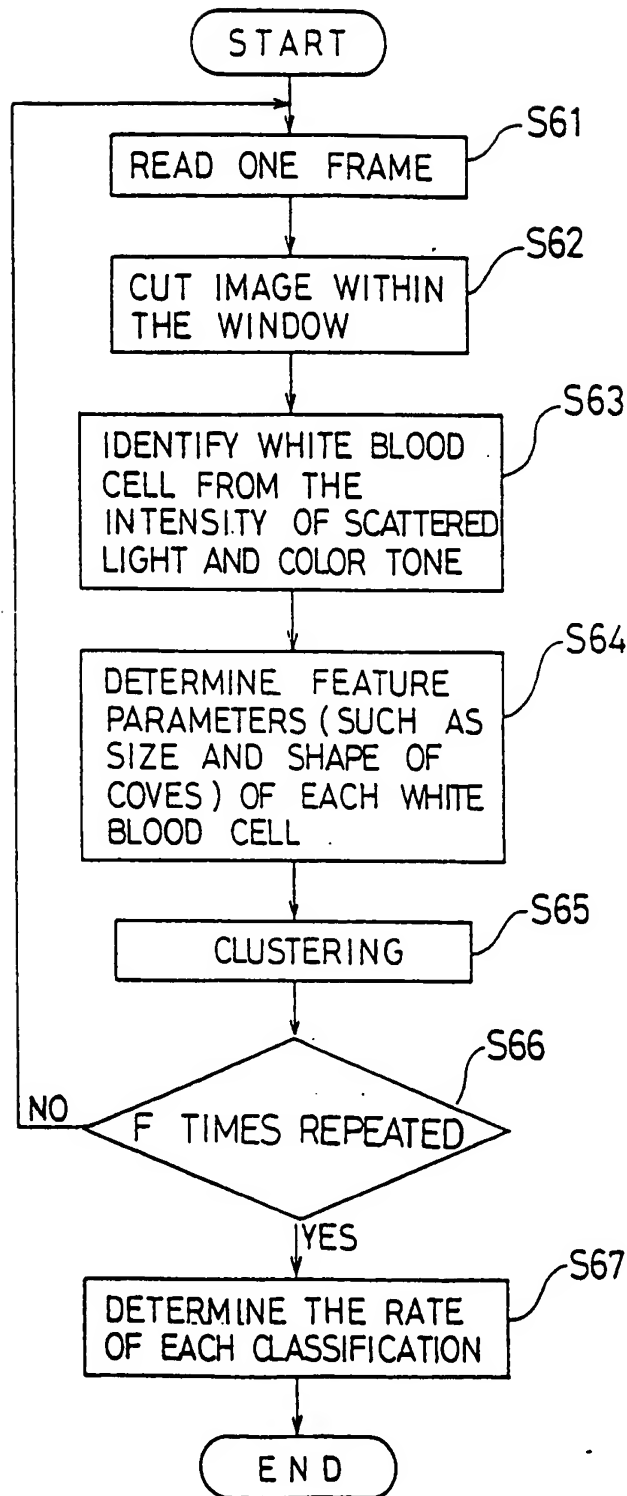 START
S61
READ ONE FRAME
S62
CUT IMAGE WITHIN
THE WINDOW
S63
IDENTIFY WHITE BLOOD
CELL FROM THE
INTENSITY OF SCATTERED
LIGHT AND COLOR TONE
S64
DETERMINE FEATURE
PARAMETERS (SUCH AS
SIZE AND SHAPE OF
COVES) OF EACH WHITE
BLOOD CELL
S65
CLUSTERING
S66
NO
F TIMES REPEATED
YES
S67
DETERMINE THE RATE
OF EACH CLASSIFICATION
END